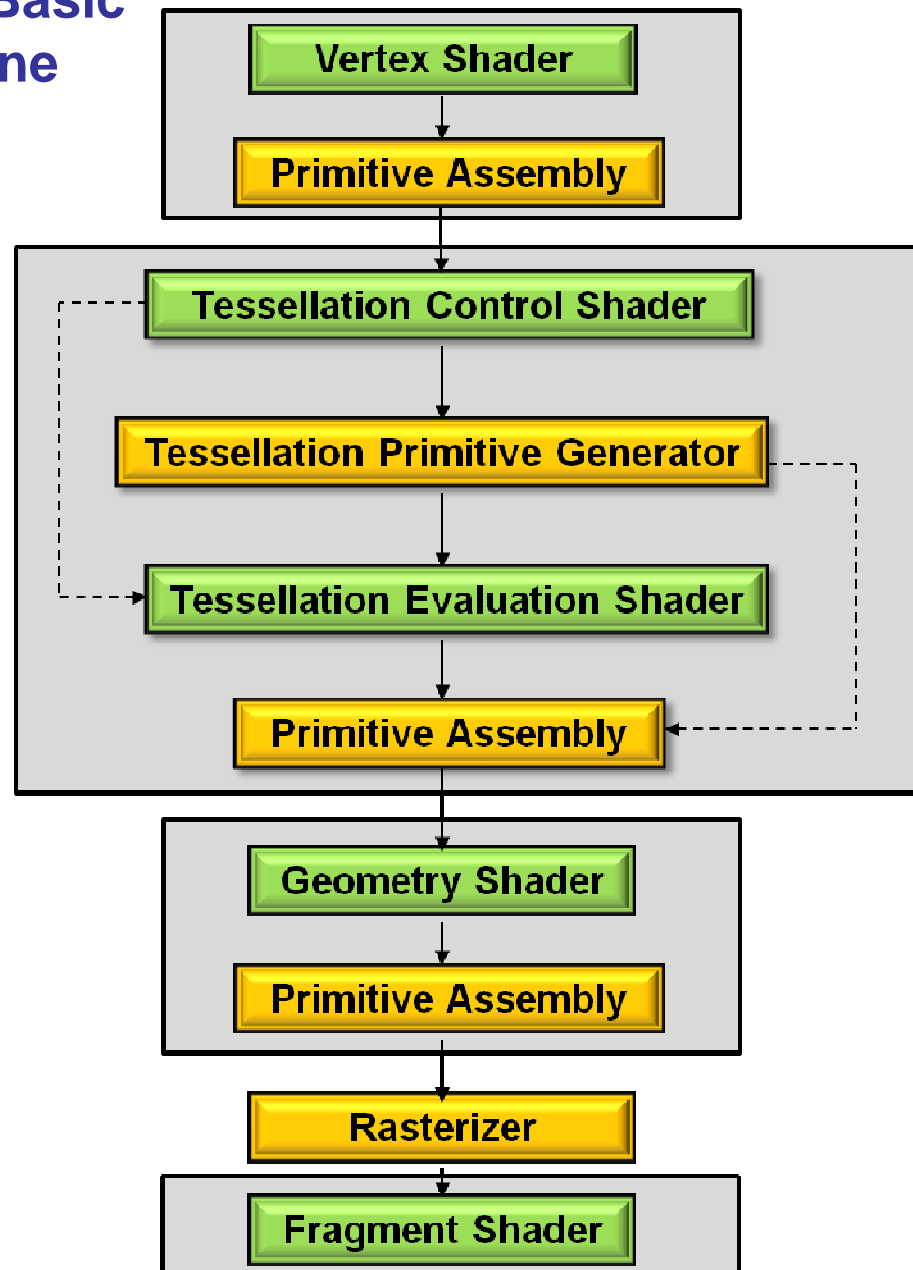 Basic
ne
Vertex Shader
Primitive Assembly
Tessellation Control Shader
Tessellation Primitive Generator
Tessellation Evaluation Shader
Primitive Assembly
Geometry Shader
Primitive Assembly
Rasterizer
Fragment Shader